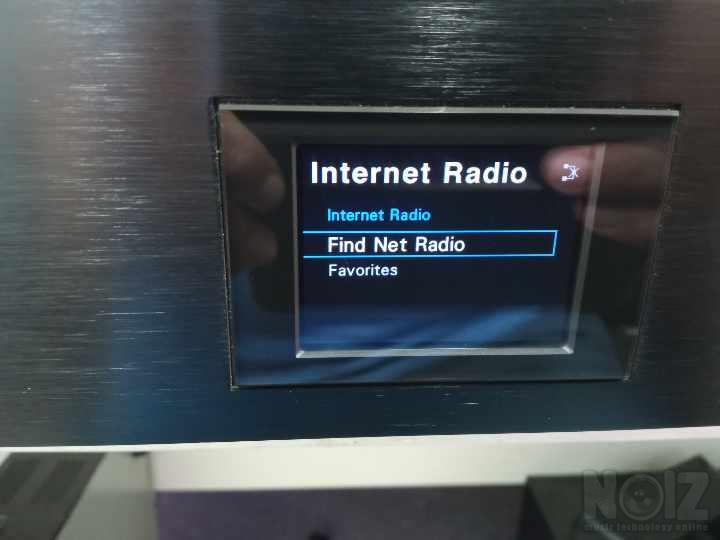 Internet Radio
Internet Radio
Find Net Radio
Favorites
NOIZ
music technology online